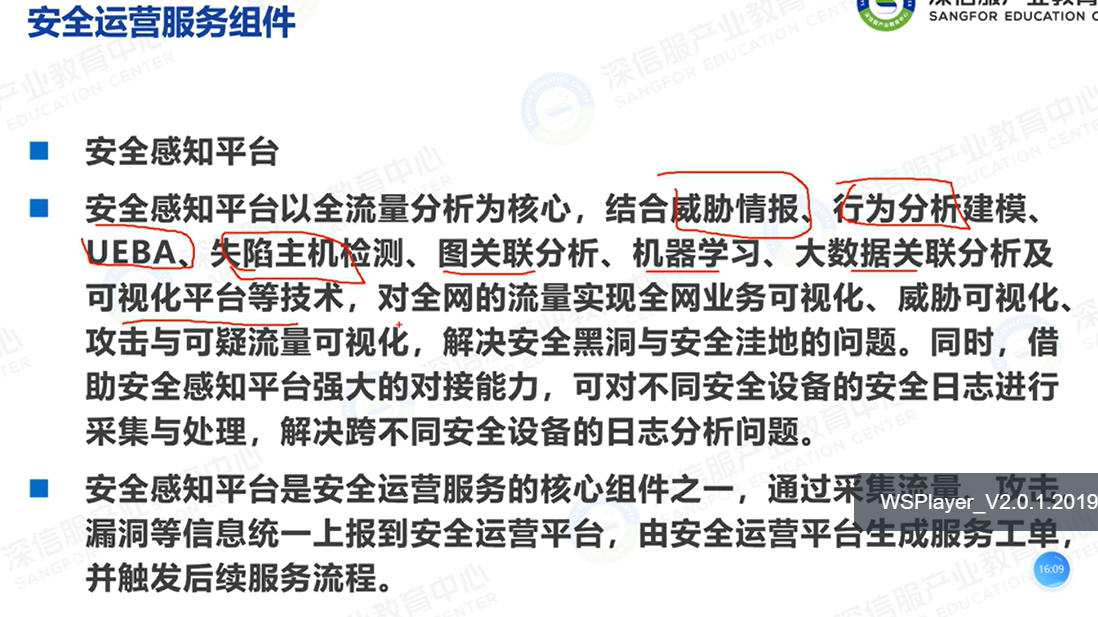 安全运营服务组件
深信服产业教育中心
SANGFOR EDUCATION C
安全感知平台
安全感知平台以全流量分析为核心，结合威胁情报、行为分析建模、
UEBA、失陷主机检测、图关联分析、机器学习、大数据关联分析及
可视化平台等技术，对全网的流量实现全网业务可视化、威胁可视化、
攻击与可疑流量可视化，解决安全黑洞与安全洼地的问题。同时，借
助安全感知平台强大的对接能力，可对不同安全设备的安全日志进行
采集与处理，解决跨不同安全设备的日志分析问题。
安全感知平台是安全运营服务的核心组件之一，通过采集流量、攻击
漏洞等信息统一上报到安全运营平台，由安全运营平台生成服务工单，
并触发后续服务流程。
WSPlayer_V2.0.1.2019
16:09